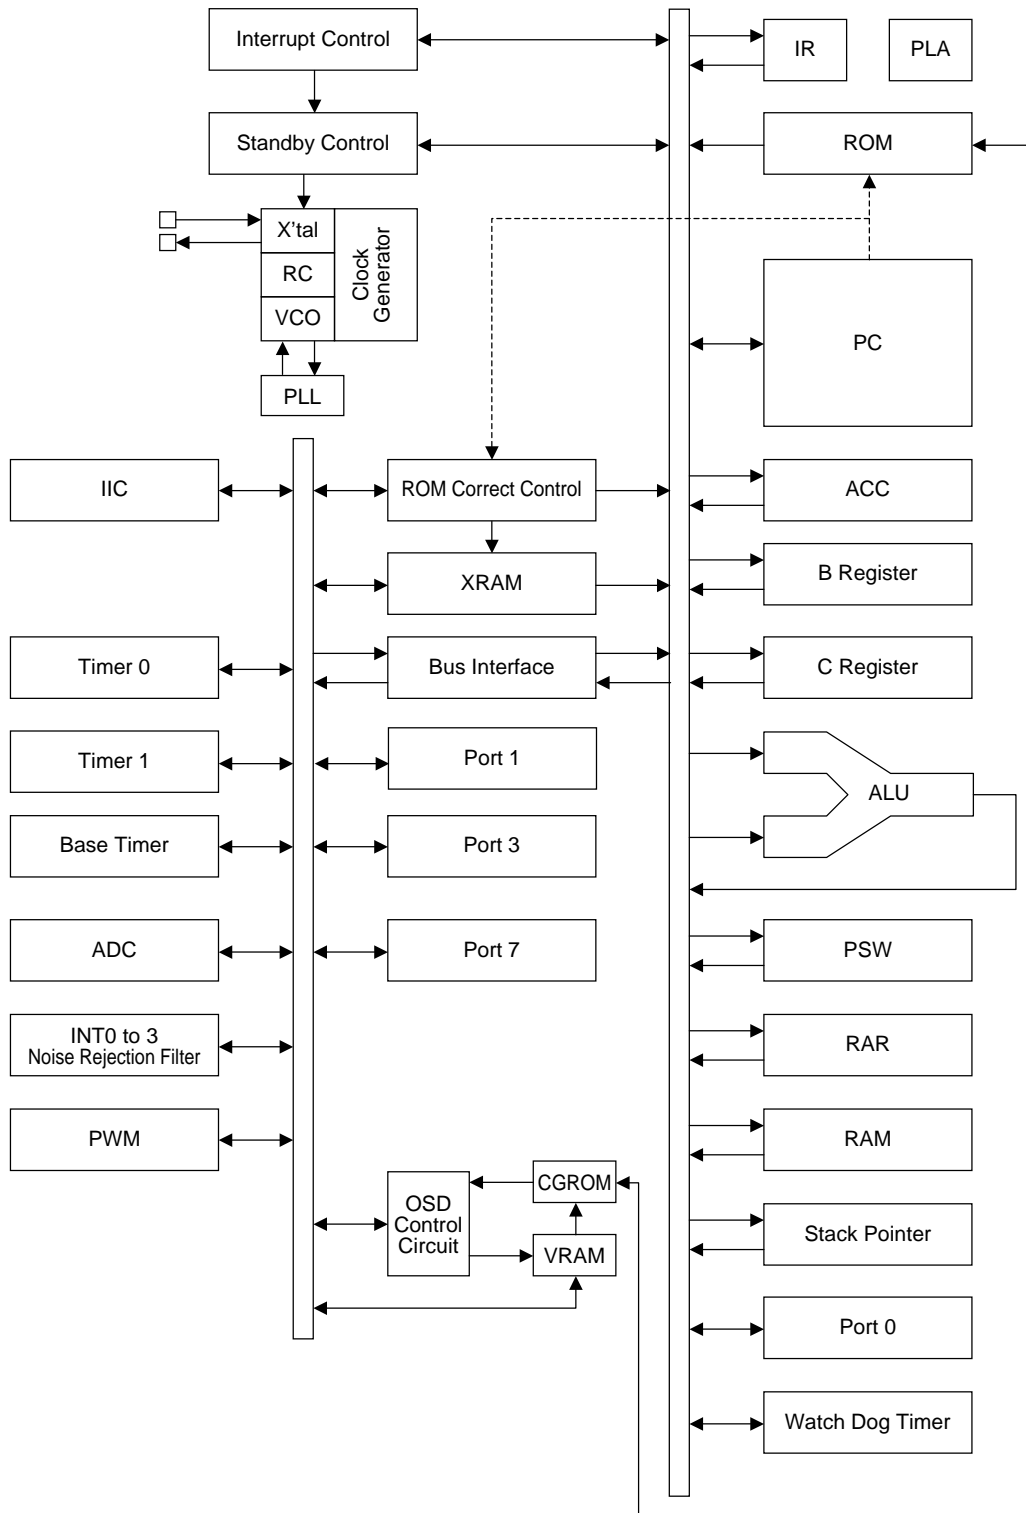 Interrupt Control
IR
PLA
Standby Control
ROM
X'tal
RC
VCO
Clock
Generator
PLL
PC
IIC
ROM Correct Control
ACC
XRAM
B Register
Timer 0
Bus Interface
C Register
Timer 1
Port 1
ALU
Base Timer
Port 3
ADC
Port 7
PSW
INT0 to 3
Noise Rejection Filter
RAR
PWM
RAM
OSD
Control
Circuit
CGROM
VRAM
Stack Pointer
Port 0
Watch Dog Timer